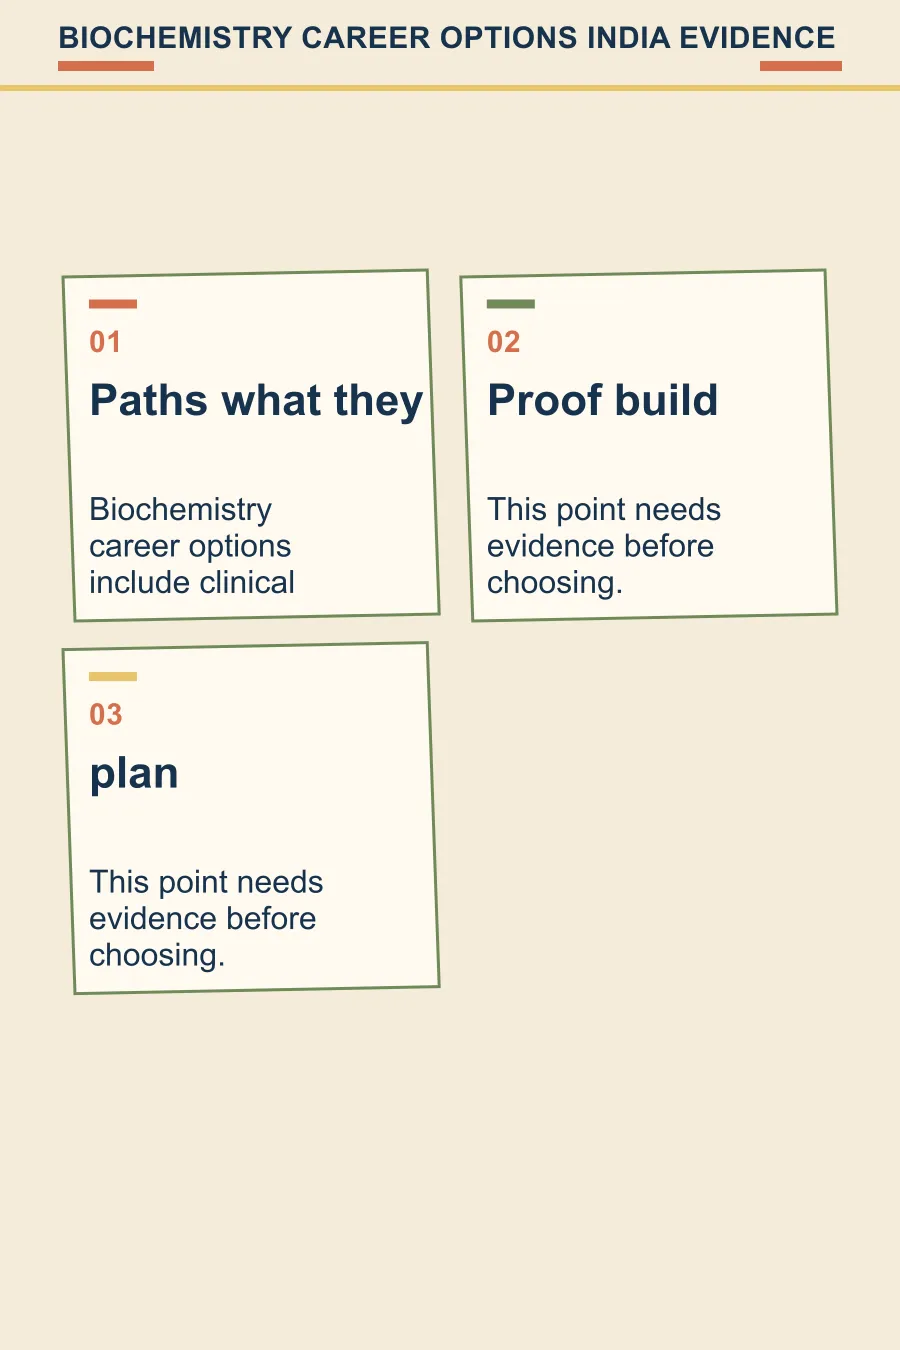 BIOCHEMISTRY CAREER OPTIONS INDIA EVIDENCE
01
Paths what they
Biochemistry
career options
include clinical
02
Proof build
This point needs
evidence before
choosing.
03
plan
This point needs
evidence before
choosing.